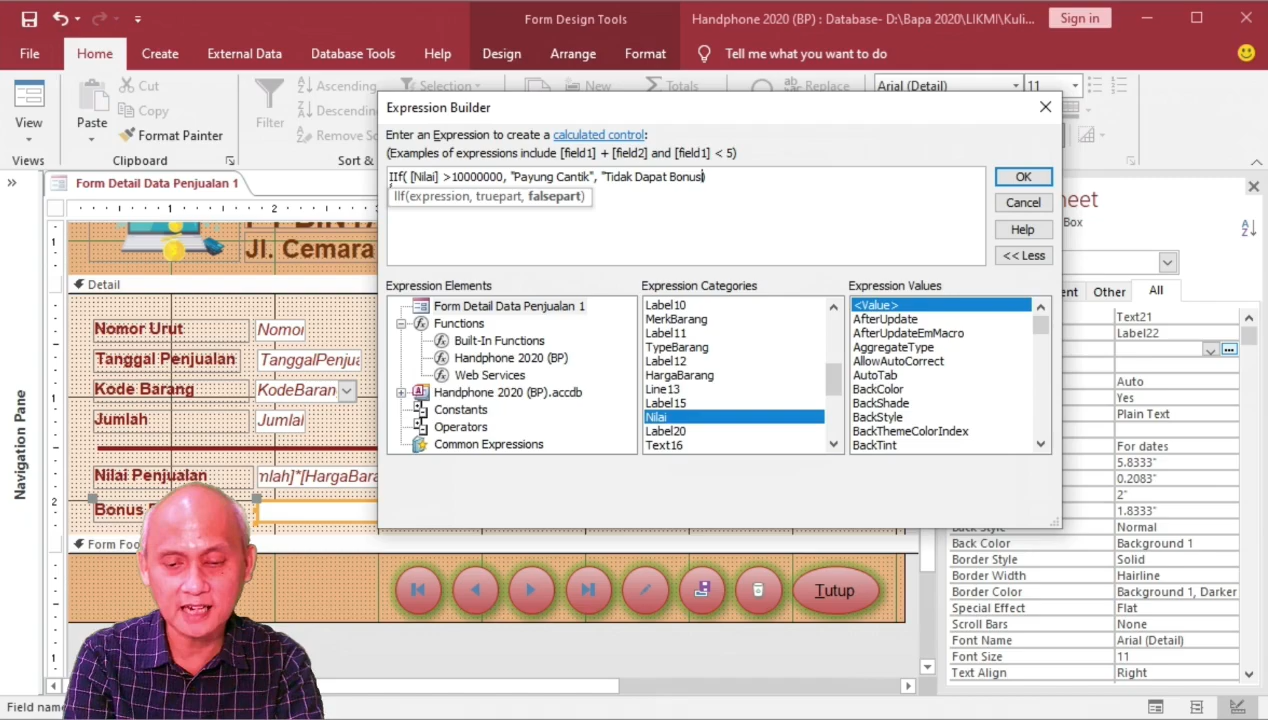 Form Design Tools
Handphone 2020 (BP) : Database- D:\Bapa 2020\LIKMI\Kuli...
Sign in
File
Home
Create
External Data
Database Tools
Help
Design
Arrange
Format
Tell me what you want to do
View
Views
Paste
Cut
Copy
Format Painter
Clipboard
Filter
Ascending
Descending
Remove
Sort &
Selection
New
Totals
Replace
Arial (Detail)
11
Form Detail Data Penjualan 1
Navigation Pane
Jl. Cemara
Detail
Nomor Urut
Nomor
Tanggal Penjualan
TanggalPenjua
Kode Barang
KodeBaran
Jumlah
Jumlal
Nilai Penjualan
mlah]*[HargaBara
Bonus
Form Foo
Tutup
Field name
Expression Builder
Enter an Expression to create a calculated control:
(Examples of expressions include [field1] + [field2] and [field1] < 5)
IIf( [Nilai] >10000000, "Payung Cantik", "Tidak Dapat Bonus)
IIf(expression, truepart, falsepart)
OK
Cancel
Help
<< Less
Expression Elements
Form Detail Data Penjualan 1
Functions
Built-In Functions
Handphone 2020 (BP)
Web Services
Handphone 2020 (BP).accdb
Constants
Operators
Common Expressions
Expression Categories
Label10
MerkBarang
Label11
TypeBarang
Label12
HargaBarang
Line13
Label15
Nilai
Label20
Text16
Expression Values
<Value>
AfterUpdate
AfterUpdateEmMacro
AggregateType
AllowAutoCorrect
AutoTab
BackColor
BackShade
BackStyle
BackThemeColorIndex
BackTint
heet
Box
ent
Other
All
Text21
Label22
Auto
Yes
Plain Text
For dates
5.8333"
0.2083"
2"
1.8333"
Back Style
Normal
Back Color
Background 1
Border Style
Solid
Border Width
Hairline
Border Color
Background 1, Darker
Special Effect
Flat
Scroll Bars
None
Font Name
Arial (Detail)
Font Size
11
Text Align
Right